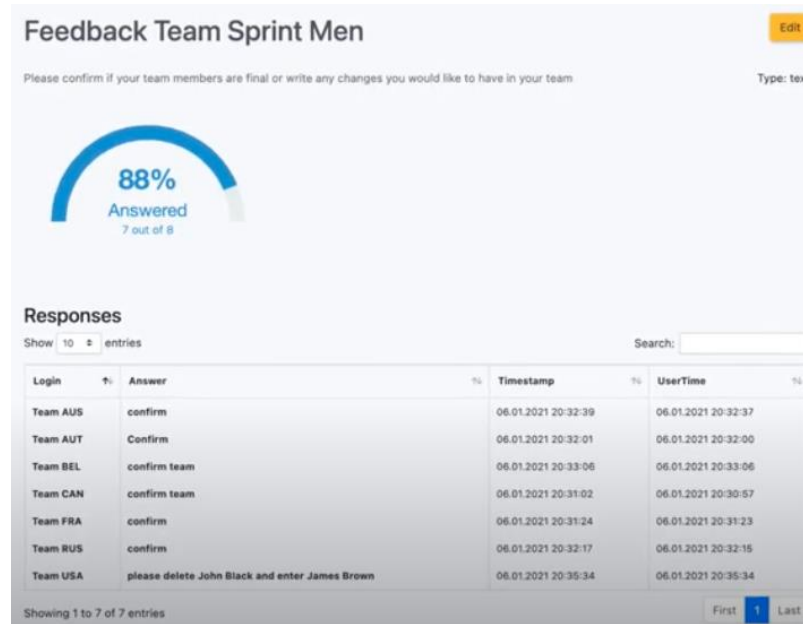 Feedback Team Sprint Men
Edit
Please confirm if your team members are final or write any changes you would like to have in your team
Type: tex
88%
Answered
7 out of 8
Responses
Show 10 entries
Search:
Login Answer Timestamp UserTime
Team AUS confirm 06.01.2021 20:32:39 06.01.2021 20:32:37
Team AUT Confirm 06.01.2021 20:32:01 06.01.2021 20:32:00
Team BEL confirm team 06.01.2021 20:33:06 06.01.2021 20:33:06
Team CAN confirm team 06.01.2021 20:31:02 06.01.2021 20:30:57
Team FRA confirm 06.01.2021 20:31:24 06.01.2021 20:31:23
Team RUS confirm 06.01.2021 20:32:17 06.01.2021 20:32:15
Team USA please delete John Black and enter James Brown 06.01.2021 20:35:34 06.01.2021 20:35:34
Showing 1 to 7 of 7 entries
First 1 Last